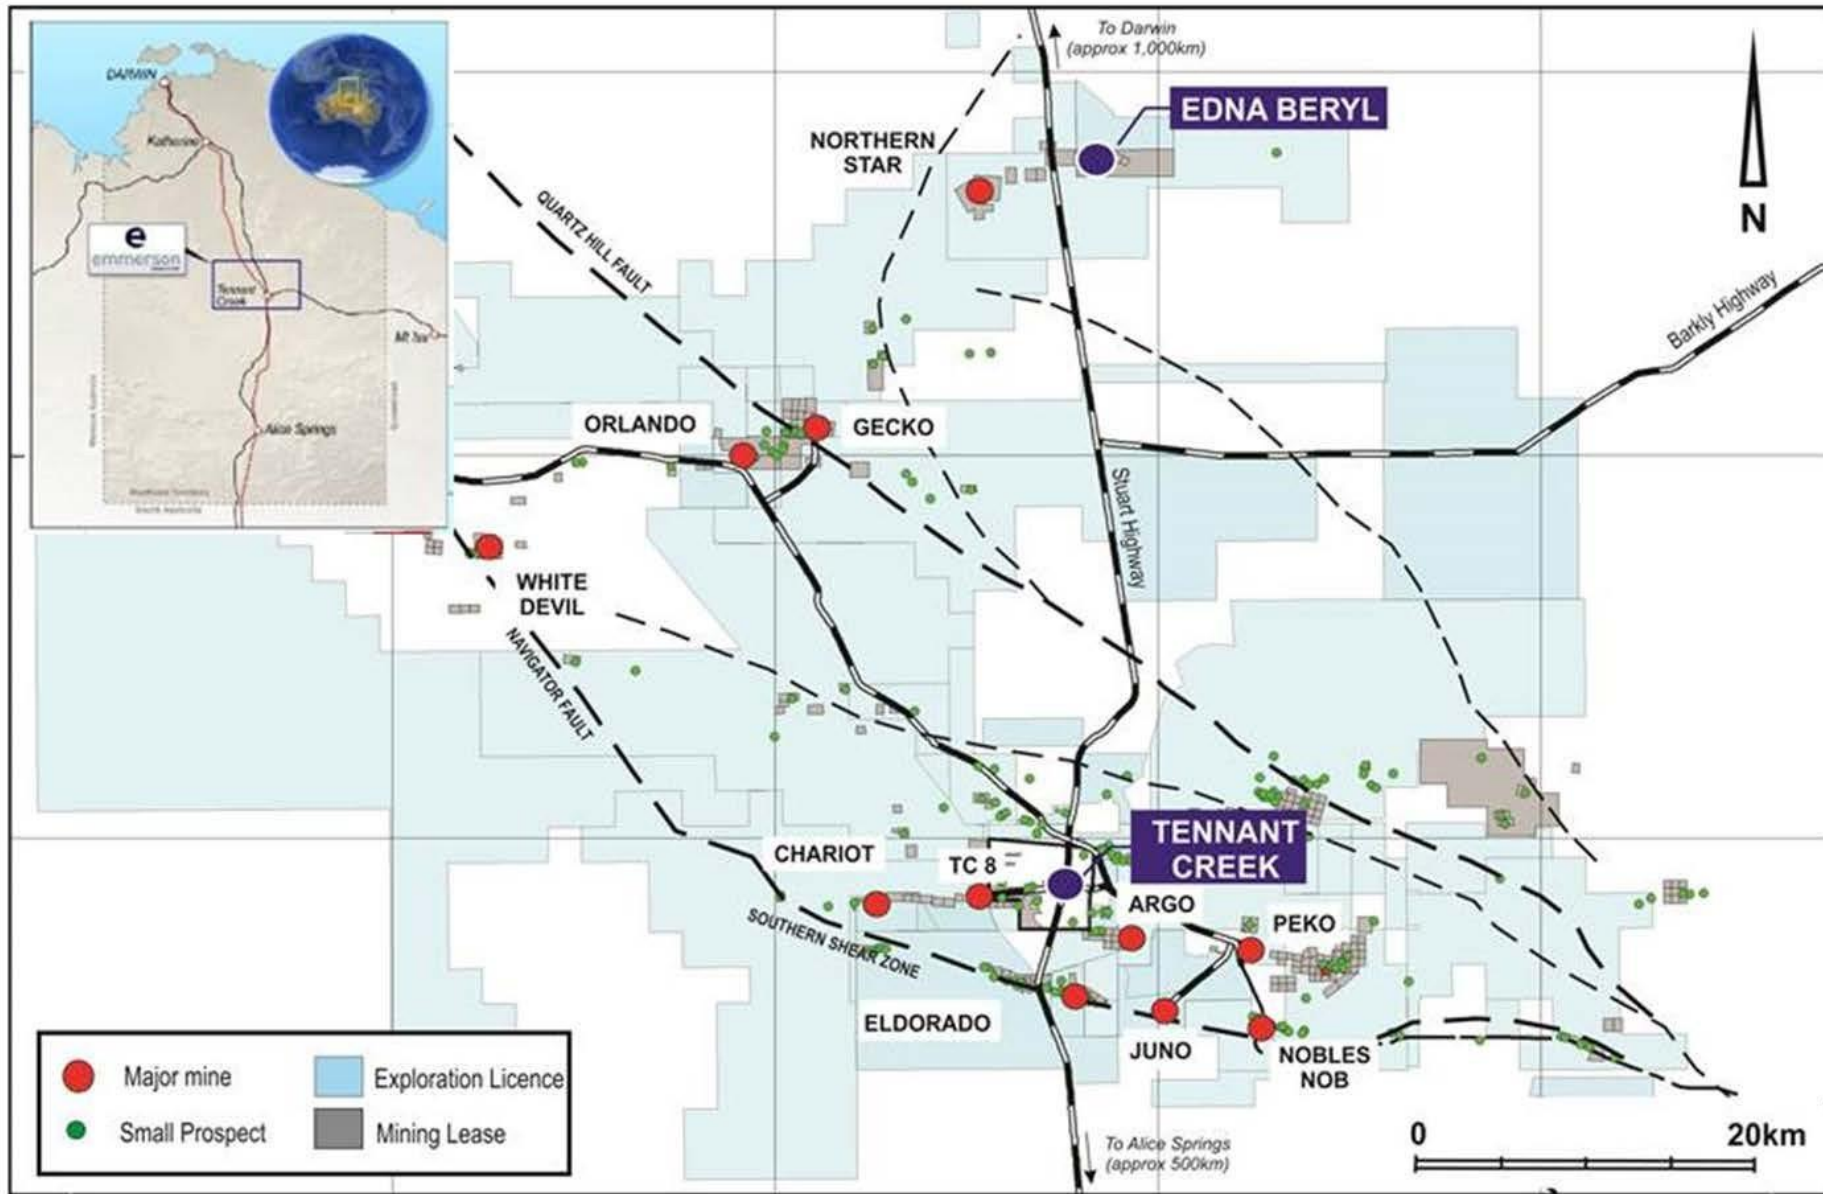 To Darwin
(approx 1,000km)
DARWIN
Katherine
e
emmerson
Tennant
Creek
Mt Isa
Alice Springs
EDNA BERYL
NORTHERN
STAR
N
QUARTZ HILL FAULT
Barkly Highway
ORLANDO
GECKO
Stuart Highway
WHITE
DEVIL
NAVIGATOR FAULT
TENNANT
CREEK
CHARIOT
TC 8
ARGO
PEKO
SOUTHERN SHEAR ZONE
ELDORADO
JUNO
NOBLES
NOB
Major mine
Exploration Licence
Small Prospect
Mining Lease
0 20km
To Alice Springs
(approx 500km)